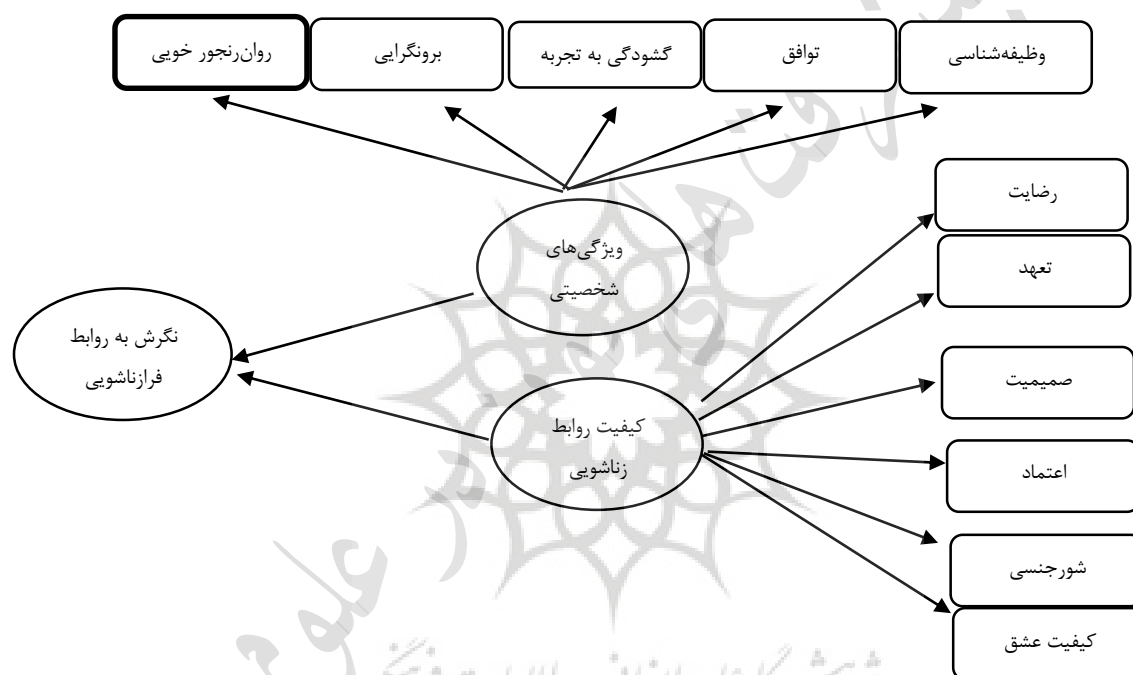 وظیفه‌شناسی
توافق
گشودگی به تجربه
برونگرایی
روان‌رنجور خویی
رضایت
ویژگی‌های
شخصیتی
تعهد
نگرش به روابط
فرازناشویی
صمیمیت
کیفیت روابط
زناشویی
اعتماد
شورجنسی
کیفیت عشق